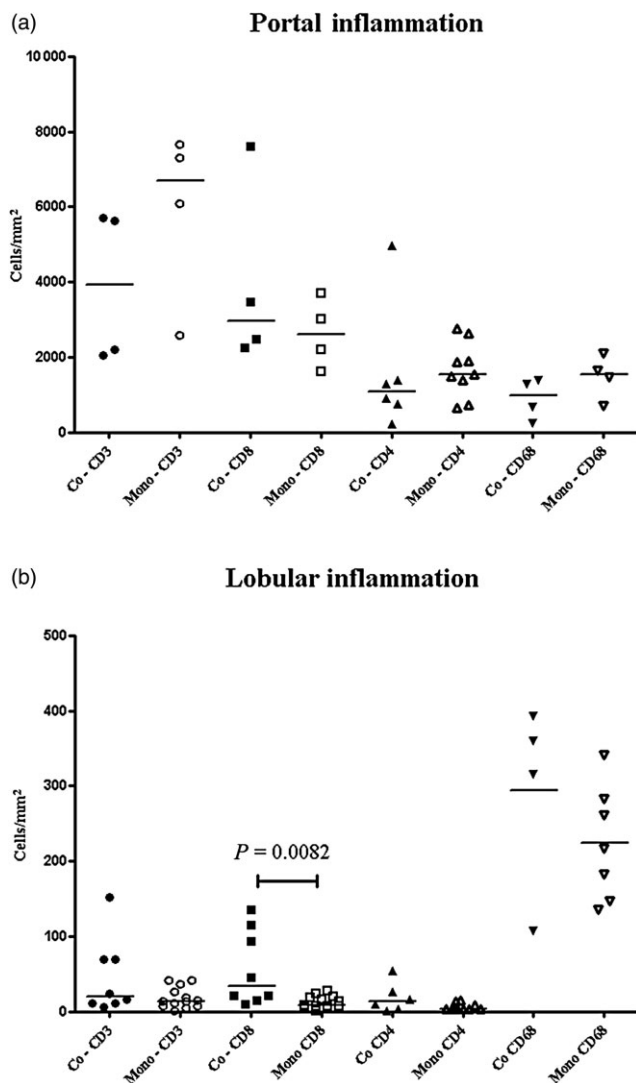 (a)
Portal inflammation
Cells/mm²
10 000
8000
6000
4000
2000
0
Co - CD3
Mono - CD3
Co - CD8
Mono - CD8
Co - CD4
Mono - CD4
Co - CD68
Mono - CD68
(b)
Lobular inflammation
Cells/mm²
500
400
300
200
100
0
P = 0.0082
Co - CD3
Mono - CD3
Co - CD8
Mono CD8
Co CD4
Mono CD4
Co CD68
Mono CD68